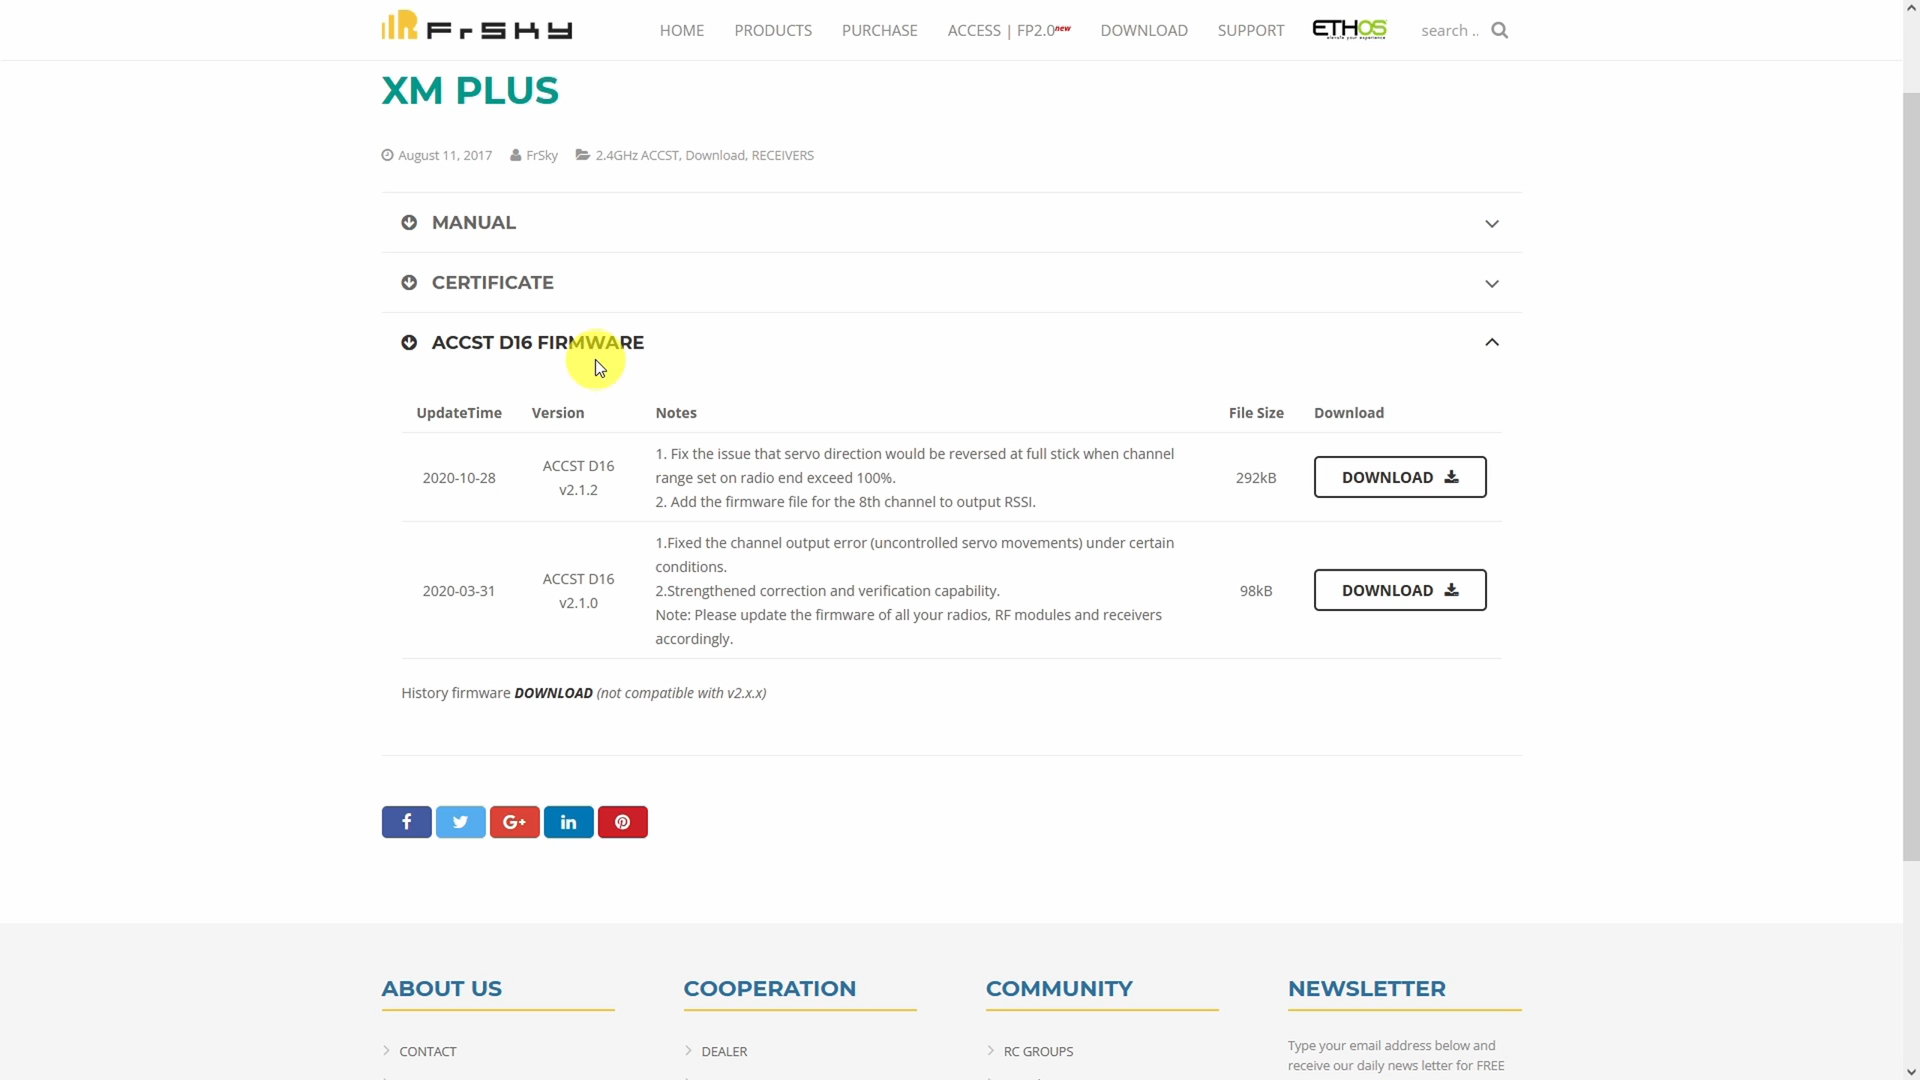 FrSky
HOME
PRODUCTS
PURCHASE
ACCESS | FP2.0new
DOWNLOAD
SUPPORT
ETHOS
search ..
XM PLUS
August 11, 2017 FrSky 2.4GHz ACCST, Download, RECEIVERS
MANUAL
CERTIFICATE
ACCST D16 FIRMWARE
UpdateTime Version Notes File Size Download
2020-10-28
ACCST D16
v2.1.2
1. Fix the issue that servo direction would be reversed at full stick when channel
range set on radio end exceed 100%.
2. Add the firmware file for the 8th channel to output RSSI.
292kB
DOWNLOAD
2020-03-31
ACCST D16
v2.1.0
1.Fixed the channel output error (uncontrolled servo movements) under certain
conditions.
2.Strengthened correction and verification capability.
Note: Please update the firmware of all your radios, RF modules and receivers
accordingly.
98kB
DOWNLOAD
History firmware DOWNLOAD (not compatible with v2.x.x)
f
G+
in
ABOUT US
CONTACT
COOPERATION
DEALER
COMMUNITY
RC GROUPS
NEWSLETTER
Type your email address below and
receive our daily news letter for FREE